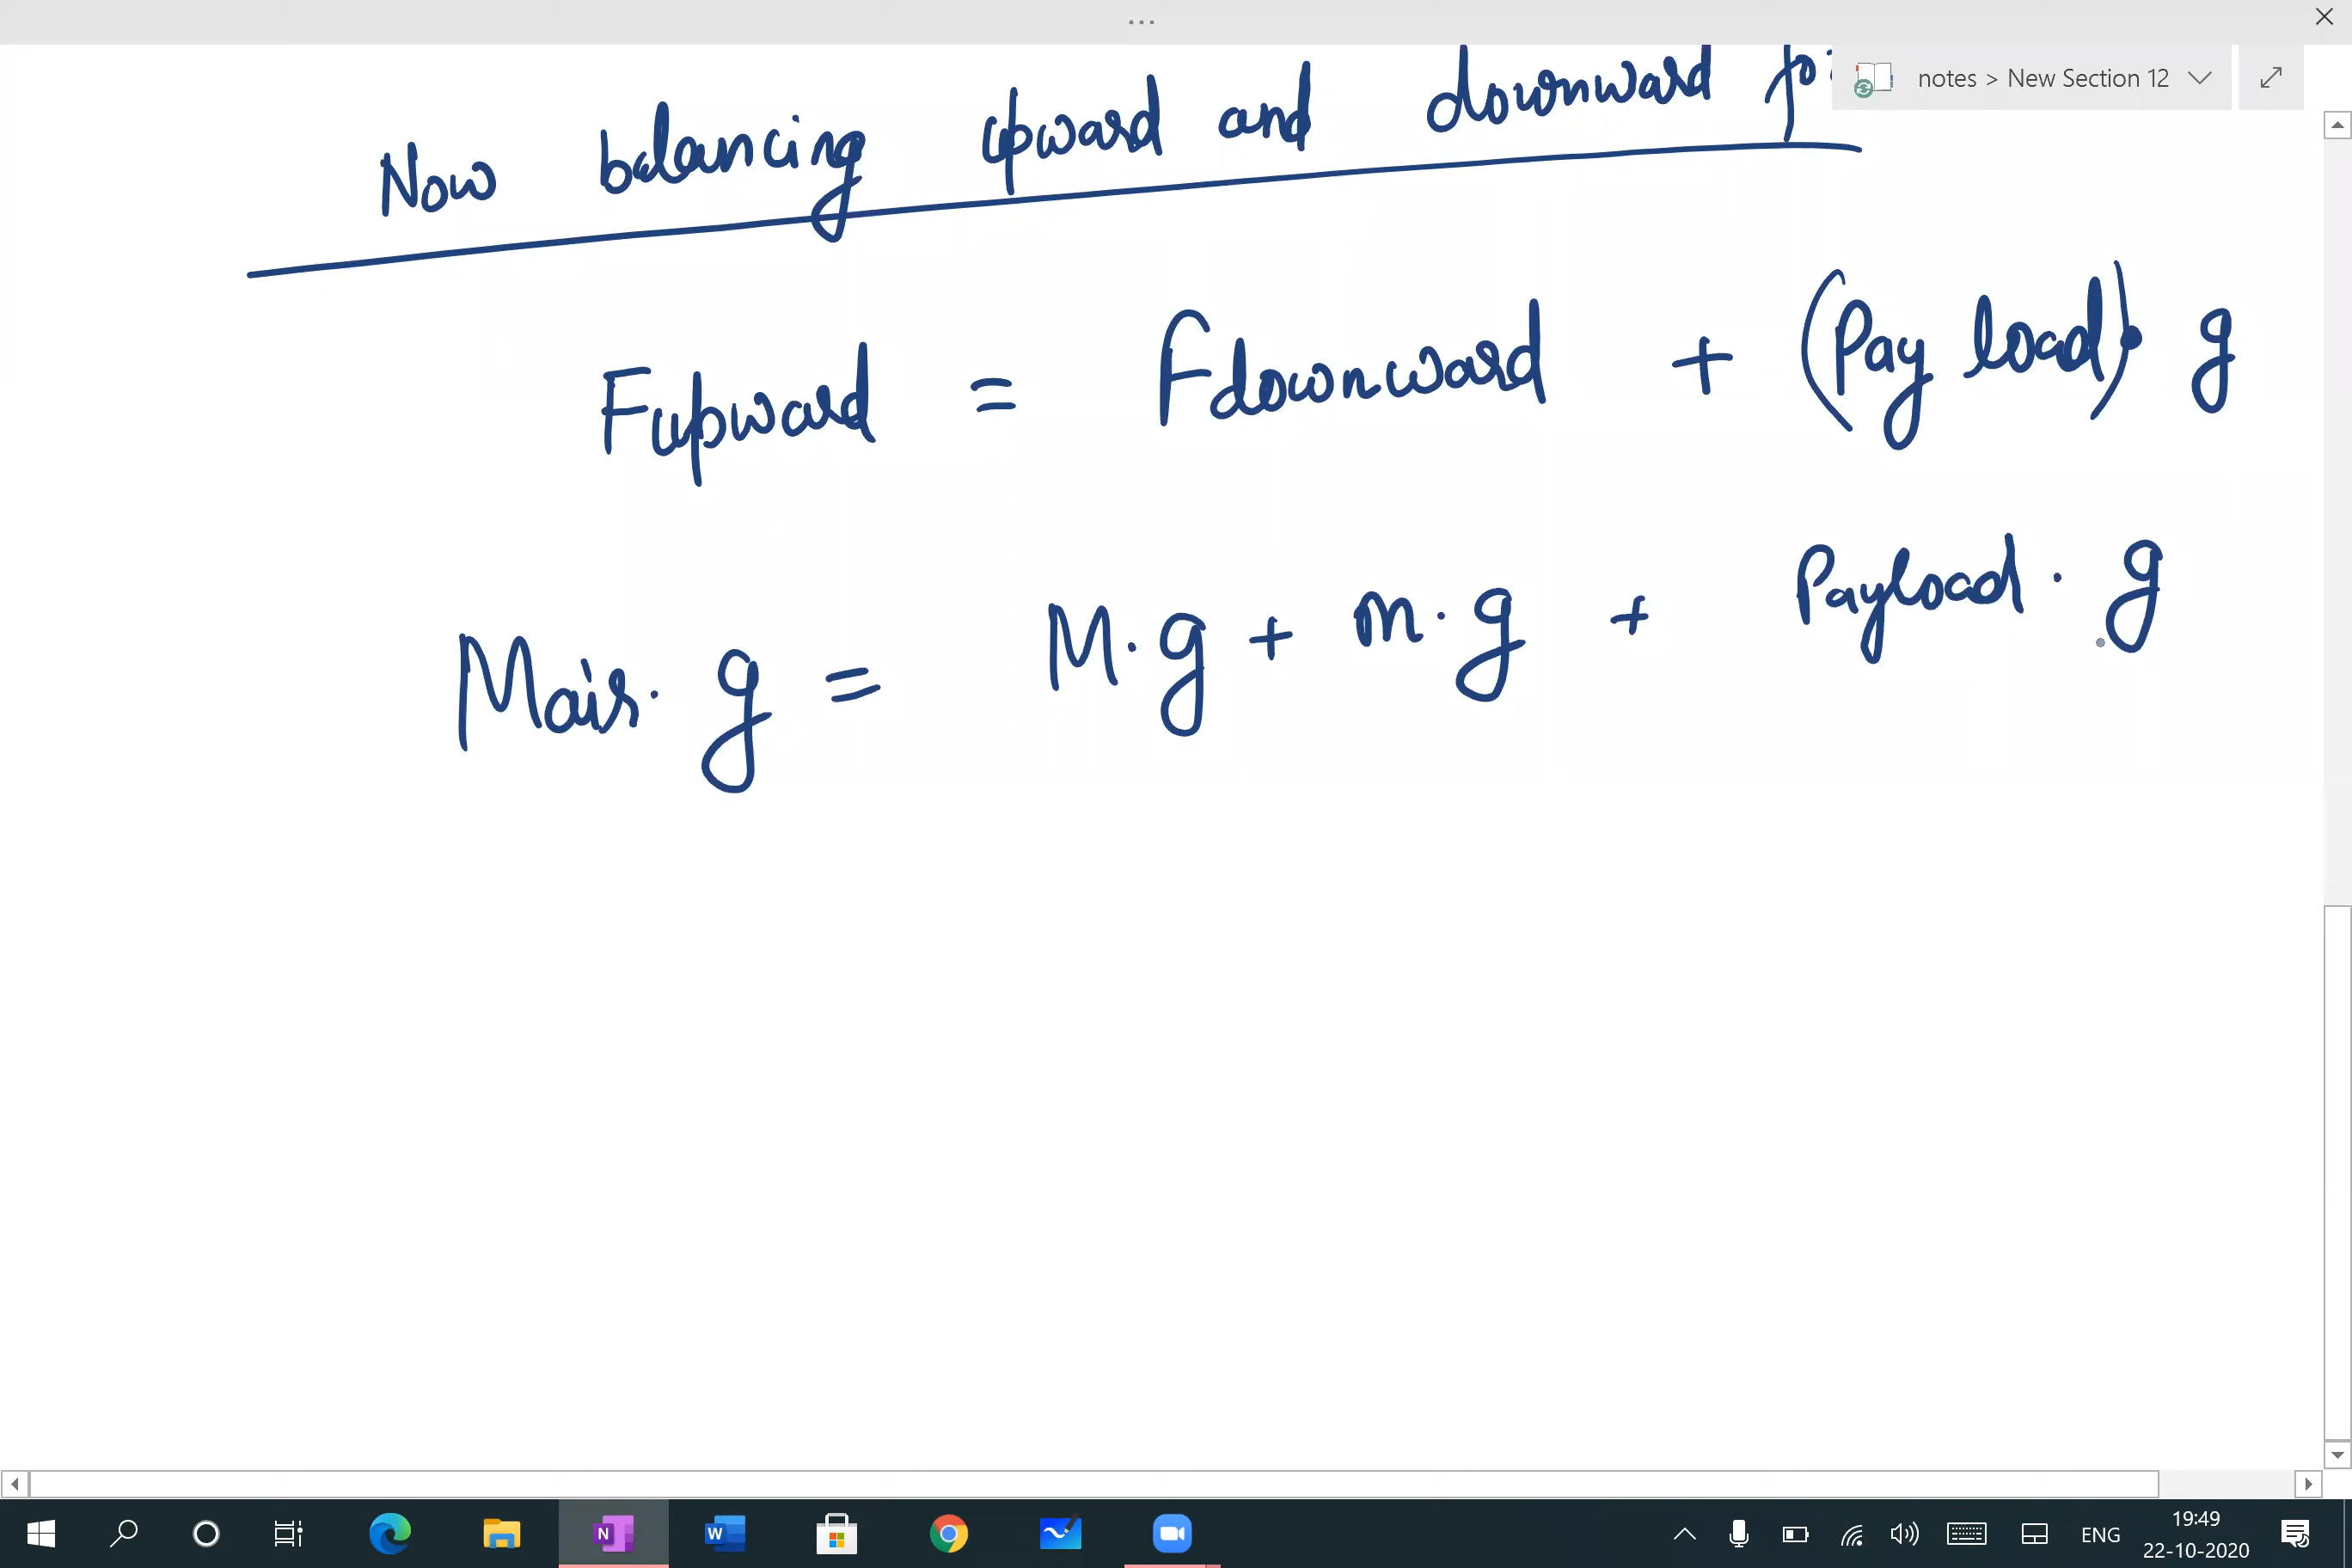 ...
notes > New Section 12
Now balancing upward and downward
Fupward = Fdownward + (Pay load) • g
Mair. g = M.g + m.g + Payload. g
N
W
ENG
19:49
22-10-2020